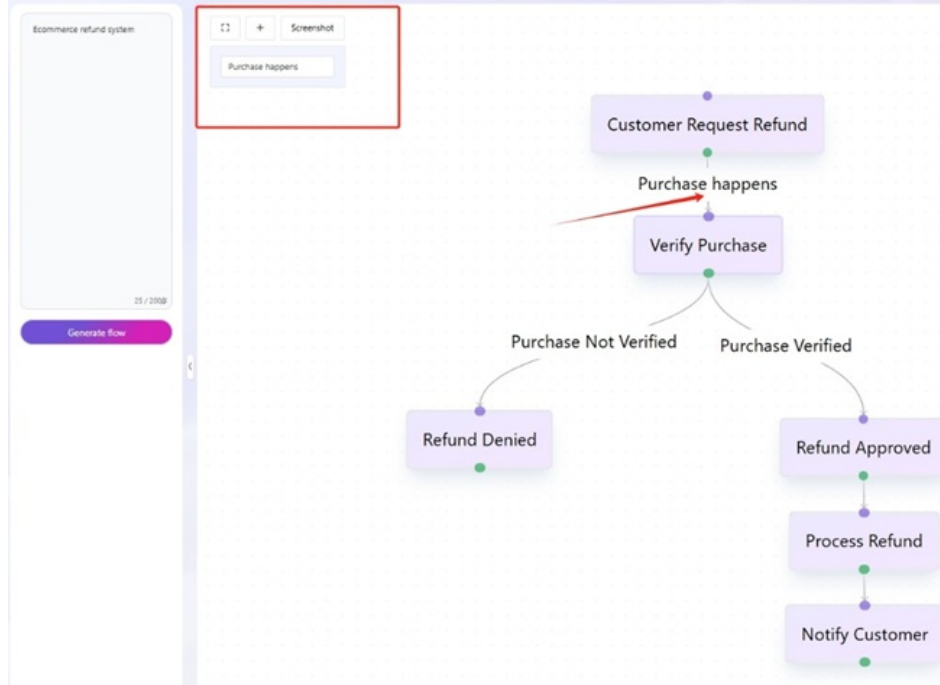 Ecommerce refund system
25 / 2000
Generate flow
Screenshot
Purchase happens
Customer Request Refund
Purchase happens
Verify Purchase
Purchase Not Verified
Purchase Verified
Refund Denied
Refund Approved
Process Refund
Notify Customer